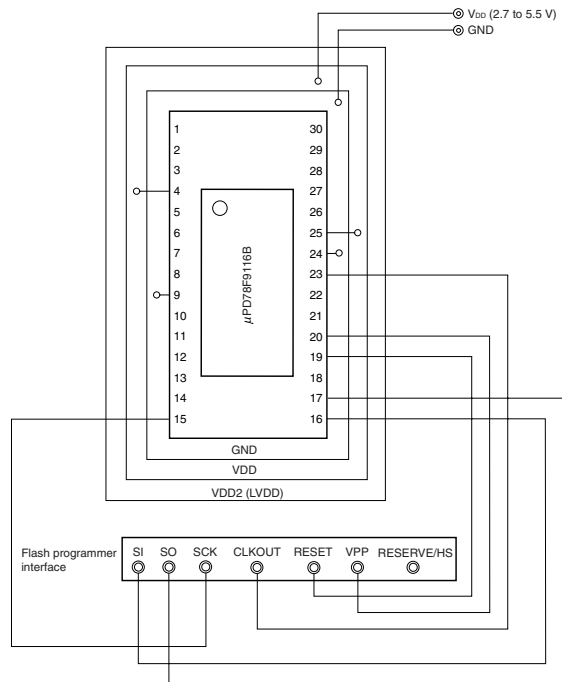 VDD (2.7 to 5.5 V)
GND
1 30
2 29
3 28
4 27
5 26
6 25
7 24
8 23
9 22
10 21
11 20
12 19
13 18
14 17
15 16
μPD78F9116B
GND
VDD
VDD2 (LVDD)
Flash programmer
interface
SI SO SCK CLKOUT RESET VPP RESERVE/HS